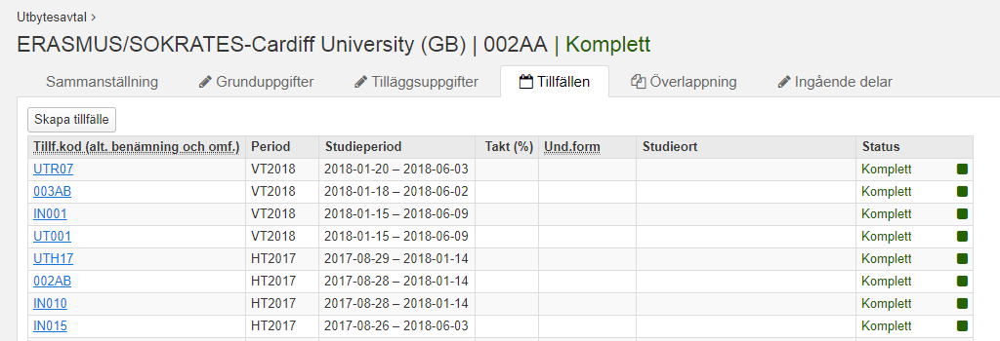 Utbytesavtal >
ERASMUS/SOKRATES-Cardiff University (GB) | 002AA | Komplett
Sammanställning Grunduppgifter Tilläggsuppgifter Tillfällen Överlappning Ingående delar
Skapa tillfälle
Tillf.kod (alt. benämning och omf.) Period Studieperiod Takt (%) Und.form Studieort Status
UTR07 VT2018 2018-01-20 – 2018-06-03 Komplett
003AB VT2018 2018-01-18 – 2018-06-02 Komplett
IN001 VT2018 2018-01-15 – 2018-06-09 Komplett
UT001 VT2018 2018-01-15 – 2018-06-09 Komplett
UTH17 HT2017 2017-08-29 – 2018-01-14 Komplett
002AB HT2017 2017-08-28 – 2018-01-14 Komplett
IN010 HT2017 2017-08-28 – 2018-01-14 Komplett
IN015 HT2017 2017-08-26 – 2018-06-03 Komplett